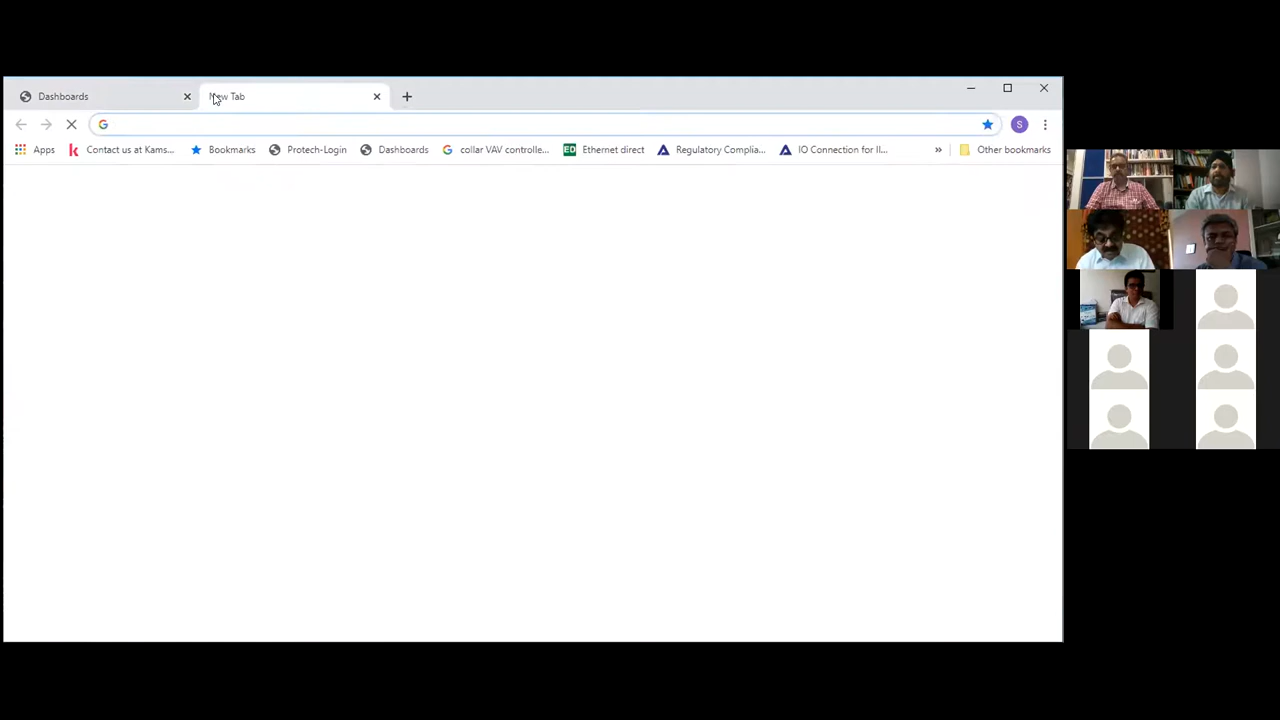 Dashboards
New Tab
Apps
Contact us at Kams...
Bookmarks
Protech-Login
Dashboards
collar VAV controlle...
ED
Ethernet direct
Regulatory Complia...
IO Connection for II...
»
Other bookmarks
S